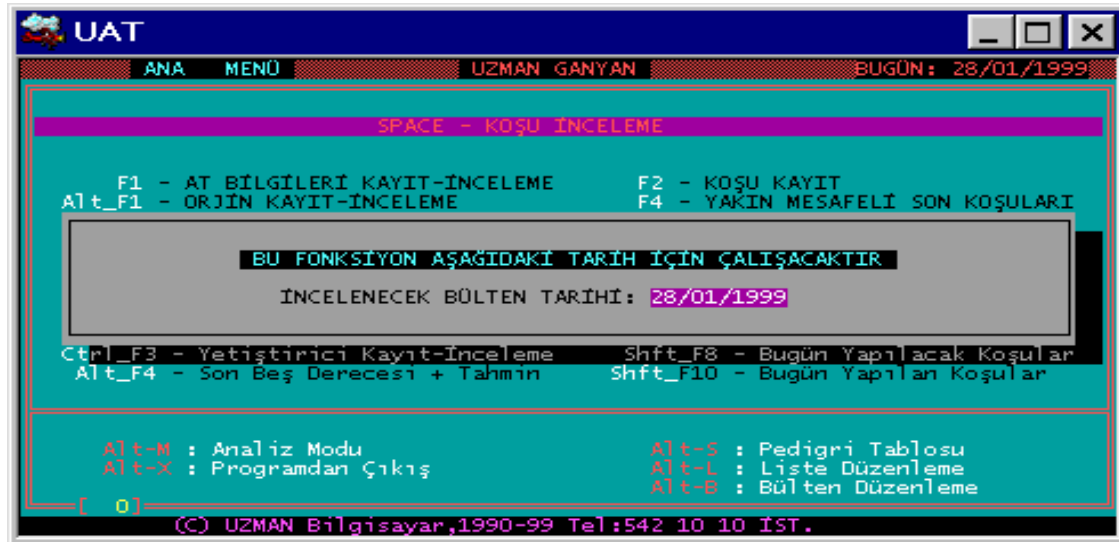 UAT
ANA MENÜ UZMAN GANYAN BUGÜN: 28/01/1999
SPACE - KOŞU İNCELEME
F1 - AT BİLGİLERİ KAYIT-İNCELEME F2 - KOŞU KAYIT
Alt_F1 - ORJİN KAYIT-İNCELEME F4 - YAKIN MESAFELİ SON KOŞULARI
BU FONKSİYON AŞAĞIDAKİ TARİH İÇİN ÇALIŞACAKTIR
İNCELENECEK BÜLTEN TARİHİ: 28/01/1999
Ctrl_F3 - Yetiştirici Kayıt-İnceleme Shft_F8 - Bugün Yapılacak Koşular
Alt_F4 - Son Beş Derecesi + Tahmin Shft_F10 - Bugün Yapılan Koşular
Alt-M : Analiz Modu Alt-S : Pedigri Tablosu
Alt-X : Programdan Çıkış Alt-L : Liste Düzenleme
Alt-B : Bülten Düzenleme
[ 0]
(C) UZMAN Bilgisayar,1990-99 Tel:542 10 10 İST.